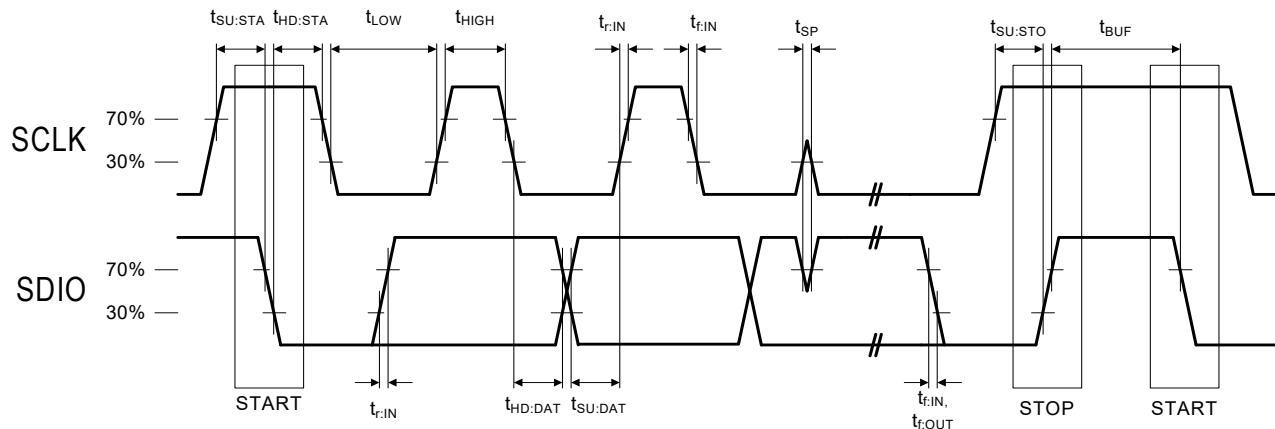 tSU:STA tHD:STA tLOW tHIGH tr:IN tf:IN tSP tSU:STO tBUF
SCLK
70%
30%
SDIO
70%
30%
START
tr:IN
tHD:DAT tSU:DAT
tf:IN,
tf:OUT
STOP
START